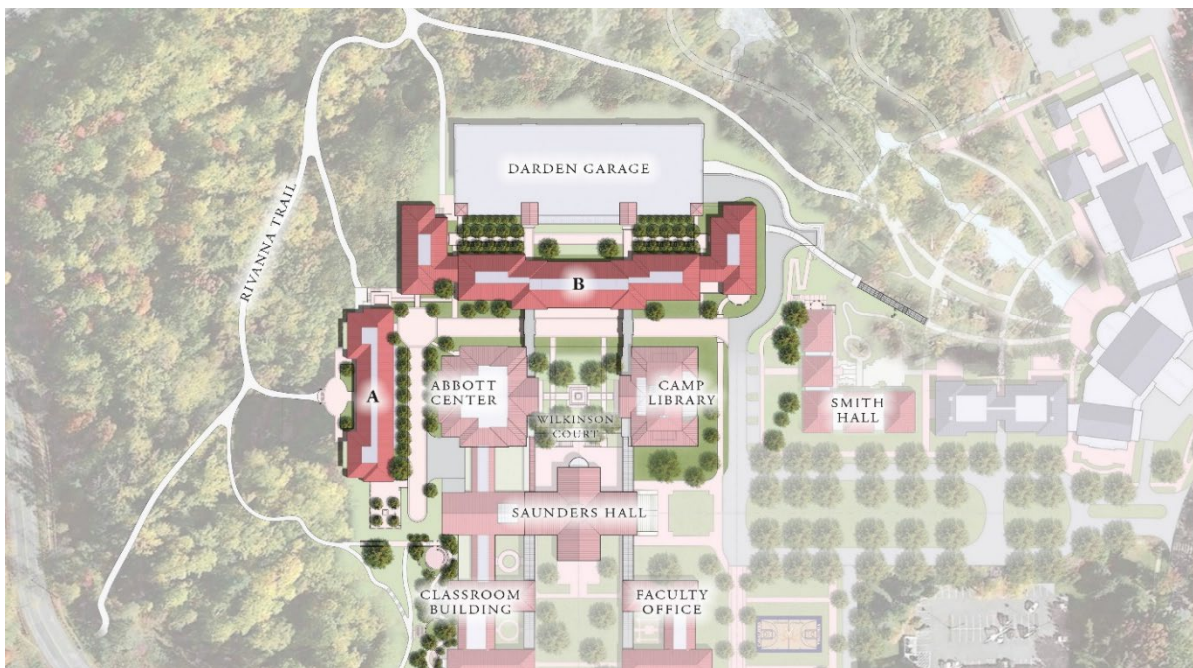 DARDEN GARAGE
RIVANNA TRAIL
B
A
ABBOTT
CENTER
CAMP
LIBRARY
WILKINSON
COURT
SMITH
HALL
SAUNDERS HALL
CLASSROOM
BUILDING
FACULTY
OFFICE